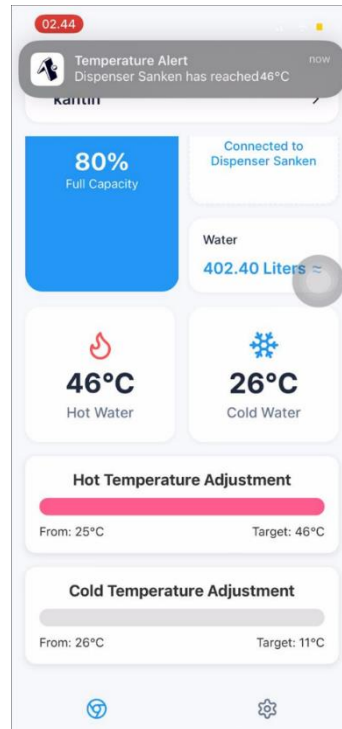 02.44
Temperature Alert
now
Dispenser Sanken has reached46°C
kantin
80%
Full Capacity
Connected to
Dispenser Sanken
Water
402.40 Liters
46°C
Hot Water
26°C
Cold Water
Hot Temperature Adjustment
From: 25°C
Target: 46°C
Cold Temperature Adjustment
From: 26°C
Target: 11°C